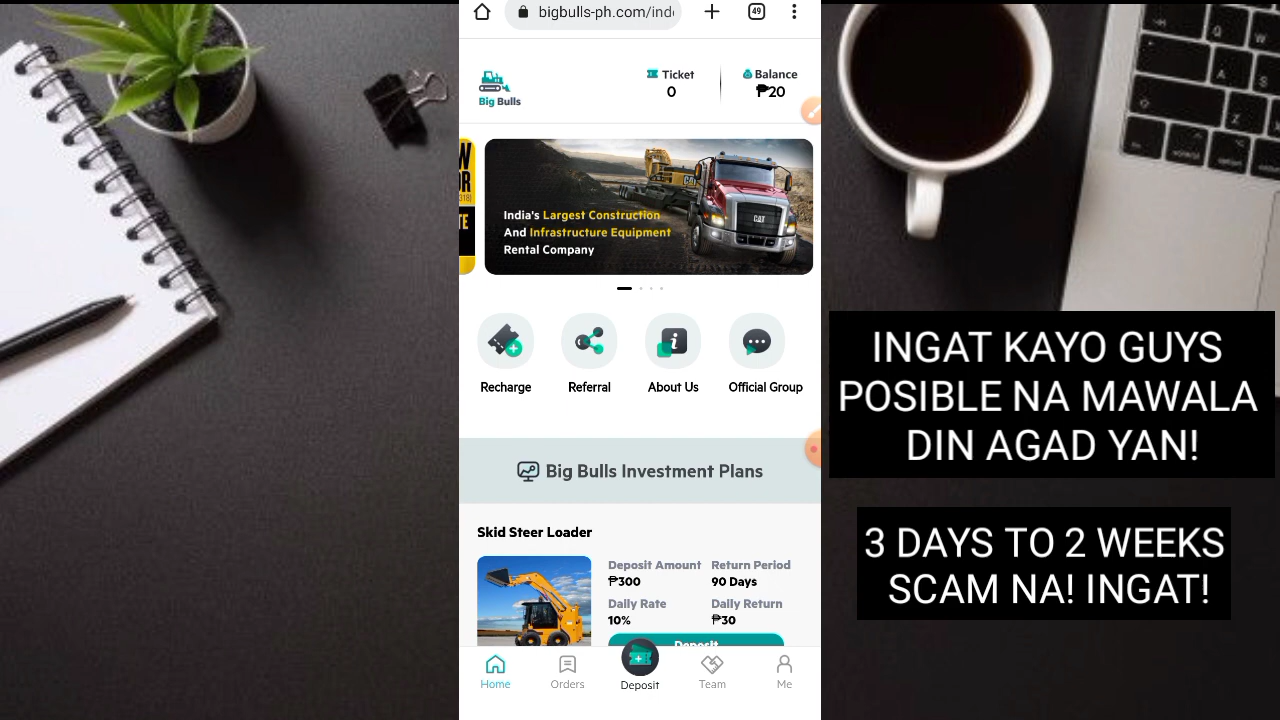 bigbulls-ph.com/ind
49
Ticket
0
Balance
₱20
Big Bulls
India's Largest Construction
And Infrastructure Equipment
Rental Company
CAT
Recharge
Referral
About Us
Official Group
Big Bulls Investment Plans
Skid Steer Loader
Deposit Amount
₱300
Return Period
90 Days
Daily Rate
10%
Daily Return
₱30
Deposit
Home
Orders
Deposit
Team
Me
INGAT KAYO GUYS
POSIBLE NA MAWALA
DIN AGAD YAN!
3 DAYS TO 2 WEEKS
SCAM NA! INGAT!